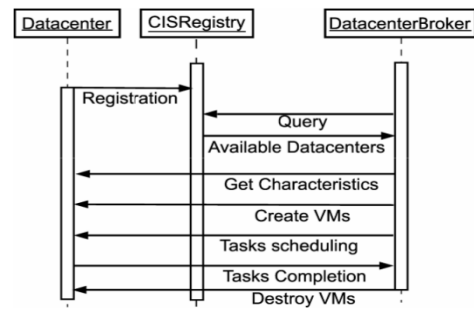 Datacenter
CISRegistry
DatacenterBroker
Registration
Query
Available Datacenters
Get Characteristics
Create VMs
Tasks scheduling
Tasks Completion
Destroy VMs